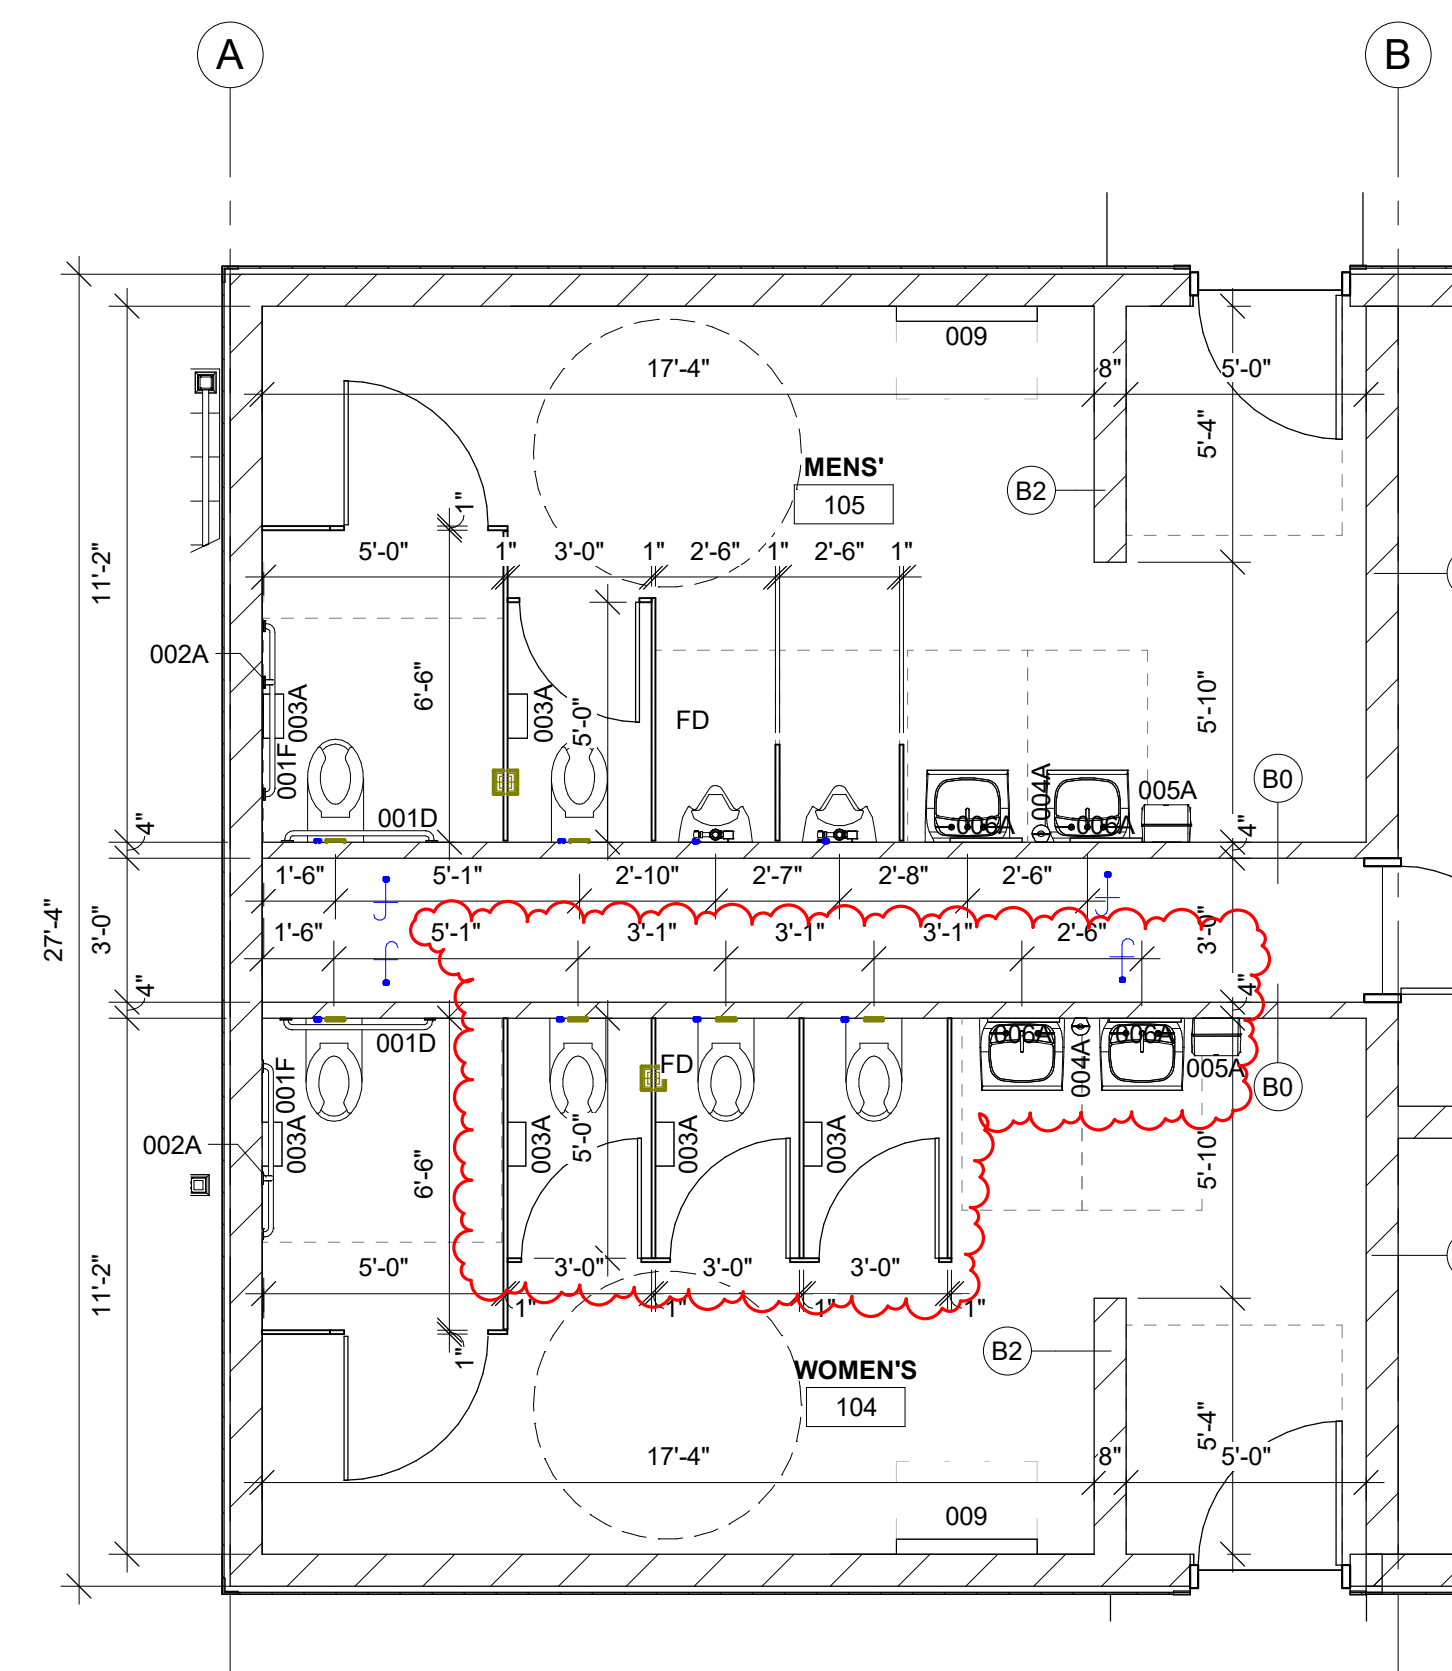 A
B
009
17'-4"
8"
5'-0"
5'-4"
MENS'
105
B2
1"
5'-0"
1"
3'-0"
1"
2'-6"
1"
2'-6"
1"
11'-2"
002A
003A
6'-6"
003A
5'-0"
FD
5'-10"
001F
001D
004A
006A
006A
005A
B0
4"
4"
1'-6"
5'-1"
2'-10"
2'-7"
2'-8"
2'-6"
27'-4"
3'-0"
1'-6"
5'-1"
3'-1"
3'-1"
3'-1"
2'-6"
3'-0"
4"
4"
001D
006A
006A
004A
005A
B0
001F
FD
002A
003A
003A
5'-0"
003A
003A
6'-6"
5'-10"
11'-2"
5'-0"
3'-0"
3'-0"
3'-0"
1"
1"
1"
1"
1"
B2
WOMEN'S
104
5'-4"
17'-4"
8"
5'-0"
009